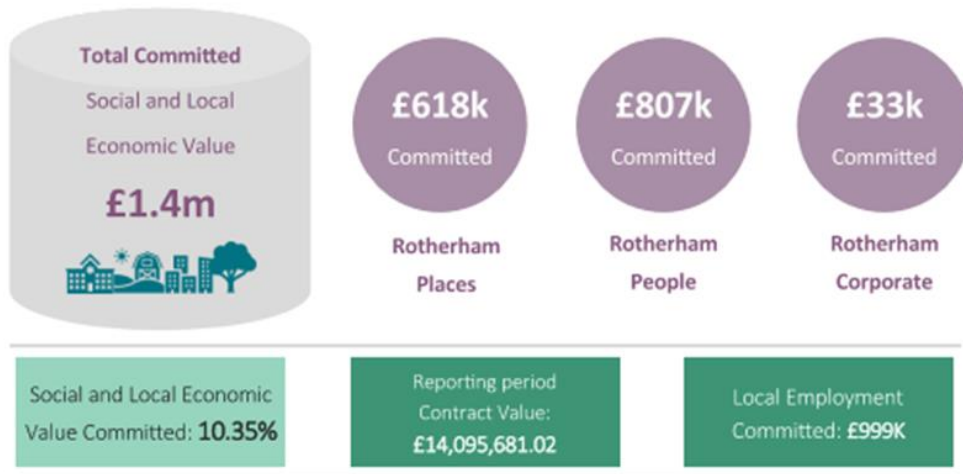 Total Committed
Social and Local
Economic Value
£1.4m
£618k
Committed
Rotherham
Places
£807k
Committed
Rotherham
People
£33k
Committed
Rotherham
Corporate
Social and Local Economic
Value Committed: 10.35%
Reporting period
Contract Value:
£14,095,681.02
Local Employment
Committed: £999K